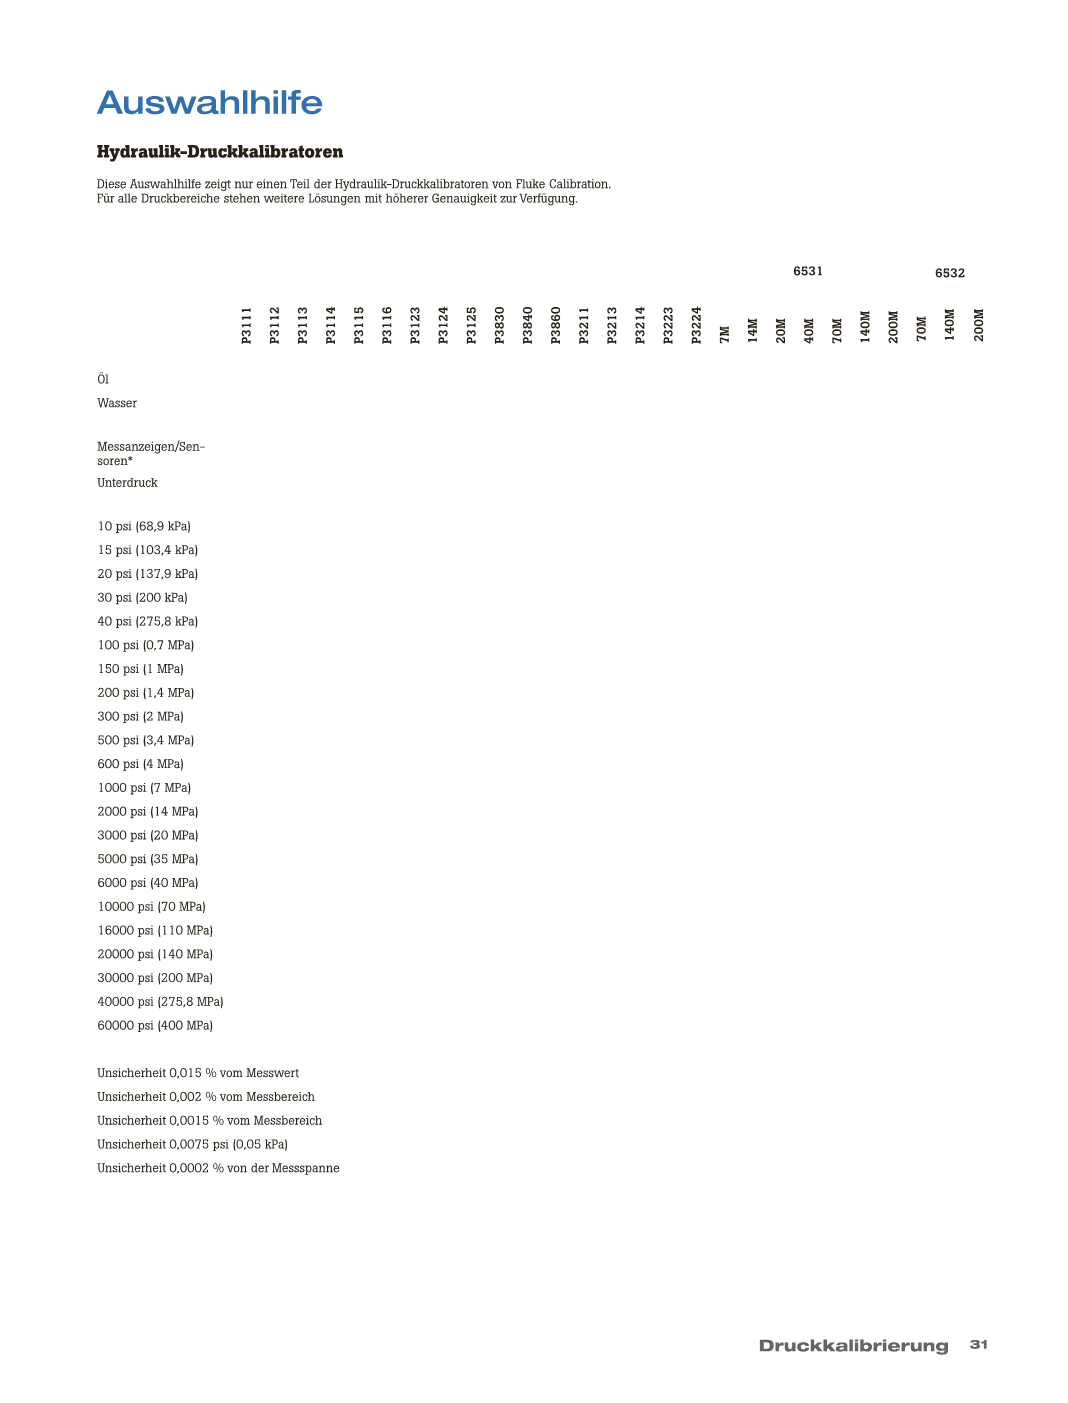 Auswahlhilfe
Hydraulik-Druckkalibratoren
Diese Auswahlhilfe zeigt nur einen Teil der Hydraulik-Druckkalibratoren von Fluke Calibration.
Für alle Druckbereiche stehen weitere Lösungen mit höherer Genauigkeit zur Verfügung.
6531
6532
P3111
P3112
P3113
P3114
P3115
P3116
P3123
P3124
P3125
P3830
P3840
P3860
P3211
P3213
P3214
P3223
P3224
7M
14M
20M
40M
70M
140M
200M
70M
140M
200M
Öl
Wasser
Messanzeigen/Sen-
soren*
Unterdruck
10 psi (68,9 kPa)
15 psi (103,4 kPa)
20 psi (137,9 kPa)
30 psi (200 kPa)
40 psi (275,8 kPa)
100 psi (0,7 MPa)
150 psi (1 MPa)
200 psi (1,4 MPa)
300 psi (2 MPa)
500 psi (3,4 MPa)
600 psi (4 MPa)
1000 psi (7 MPa)
2000 psi (14 MPa)
3000 psi (20 MPa)
5000 psi (35 MPa)
6000 psi (40 MPa)
10000 psi (70 MPa)
16000 psi (110 MPa)
20000 psi (140 MPa)
30000 psi (200 MPa)
40000 psi (275,8 MPa)
60000 psi (400 MPa)
Unsicherheit 0,015 % vom Messwert
Unsicherheit 0,002 % vom Messbereich
Unsicherheit 0,0015 % vom Messbereich
Unsicherheit 0,0075 psi (0,05 kPa)
Unsicherheit 0,0002 % von der Messspanne
Druckkalibrierung 31